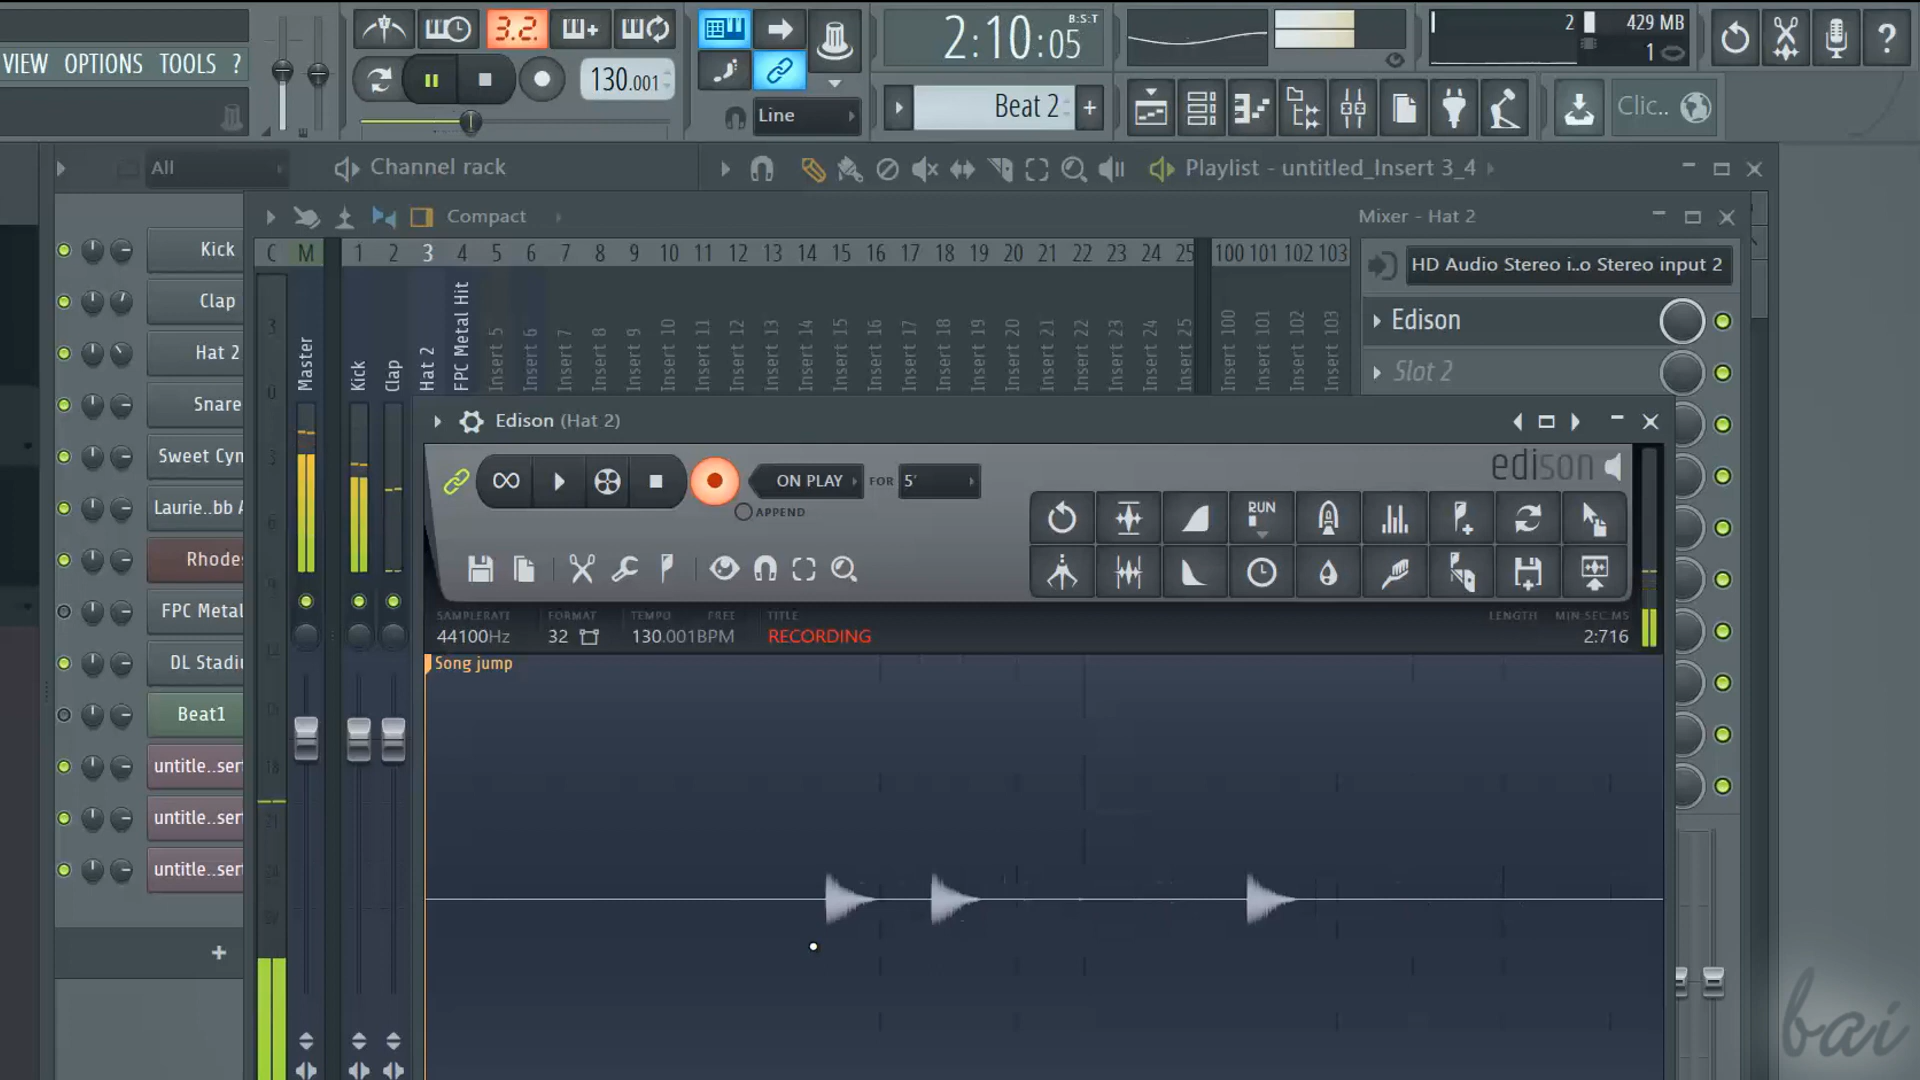 VIEW OPTIONS TOOLS ?
3.2.
130.001
Line
2:10:05
B:S:T
Beat 2
2
429 MB
1
Clic..
All
Channel rack
Playlist - untitled_Insert 3_4
Compact
Mixer - Hat 2
C M 1 2 3 4 5 6 7 8 9 10 11 12 13 14 15 16 17 18 19 20 21 22 23 24 25 100 101 102 103
HD Audio Stereo i..o Stereo input 2
Edison
Slot 2
Master
Kick
Clap
Hat 2
FPC Metal Hit
Insert 5
Insert 6
Insert 7
Insert 8
Insert 9
Insert 10
Insert 11
Insert 12
Insert 13
Insert 14
Insert 15
Insert 16
Insert 17
Insert 18
Insert 19
Insert 20
Insert 21
Insert 22
Insert 23
Insert 24
Insert 25
Insert 100
Insert 101
Insert 102
Insert 103
Kick
Clap
Hat 2
Snare
Sweet Cyn
Laurie..bb A
Rhodes
FPC Metal
DL Stadiu
Beat1
untitle..ser
untitle..ser
untitle..ser
Edison (Hat 2)
edison
ON PLAY
FOR
5'
APPEND
RUN
SAMPLERATE
FORMAT
TEMPO
FREE
TITLE
LENGTH
MIN:SEC:MS
44100Hz
32
130.001BPM
RECORDING
2:716
Song jump
bai